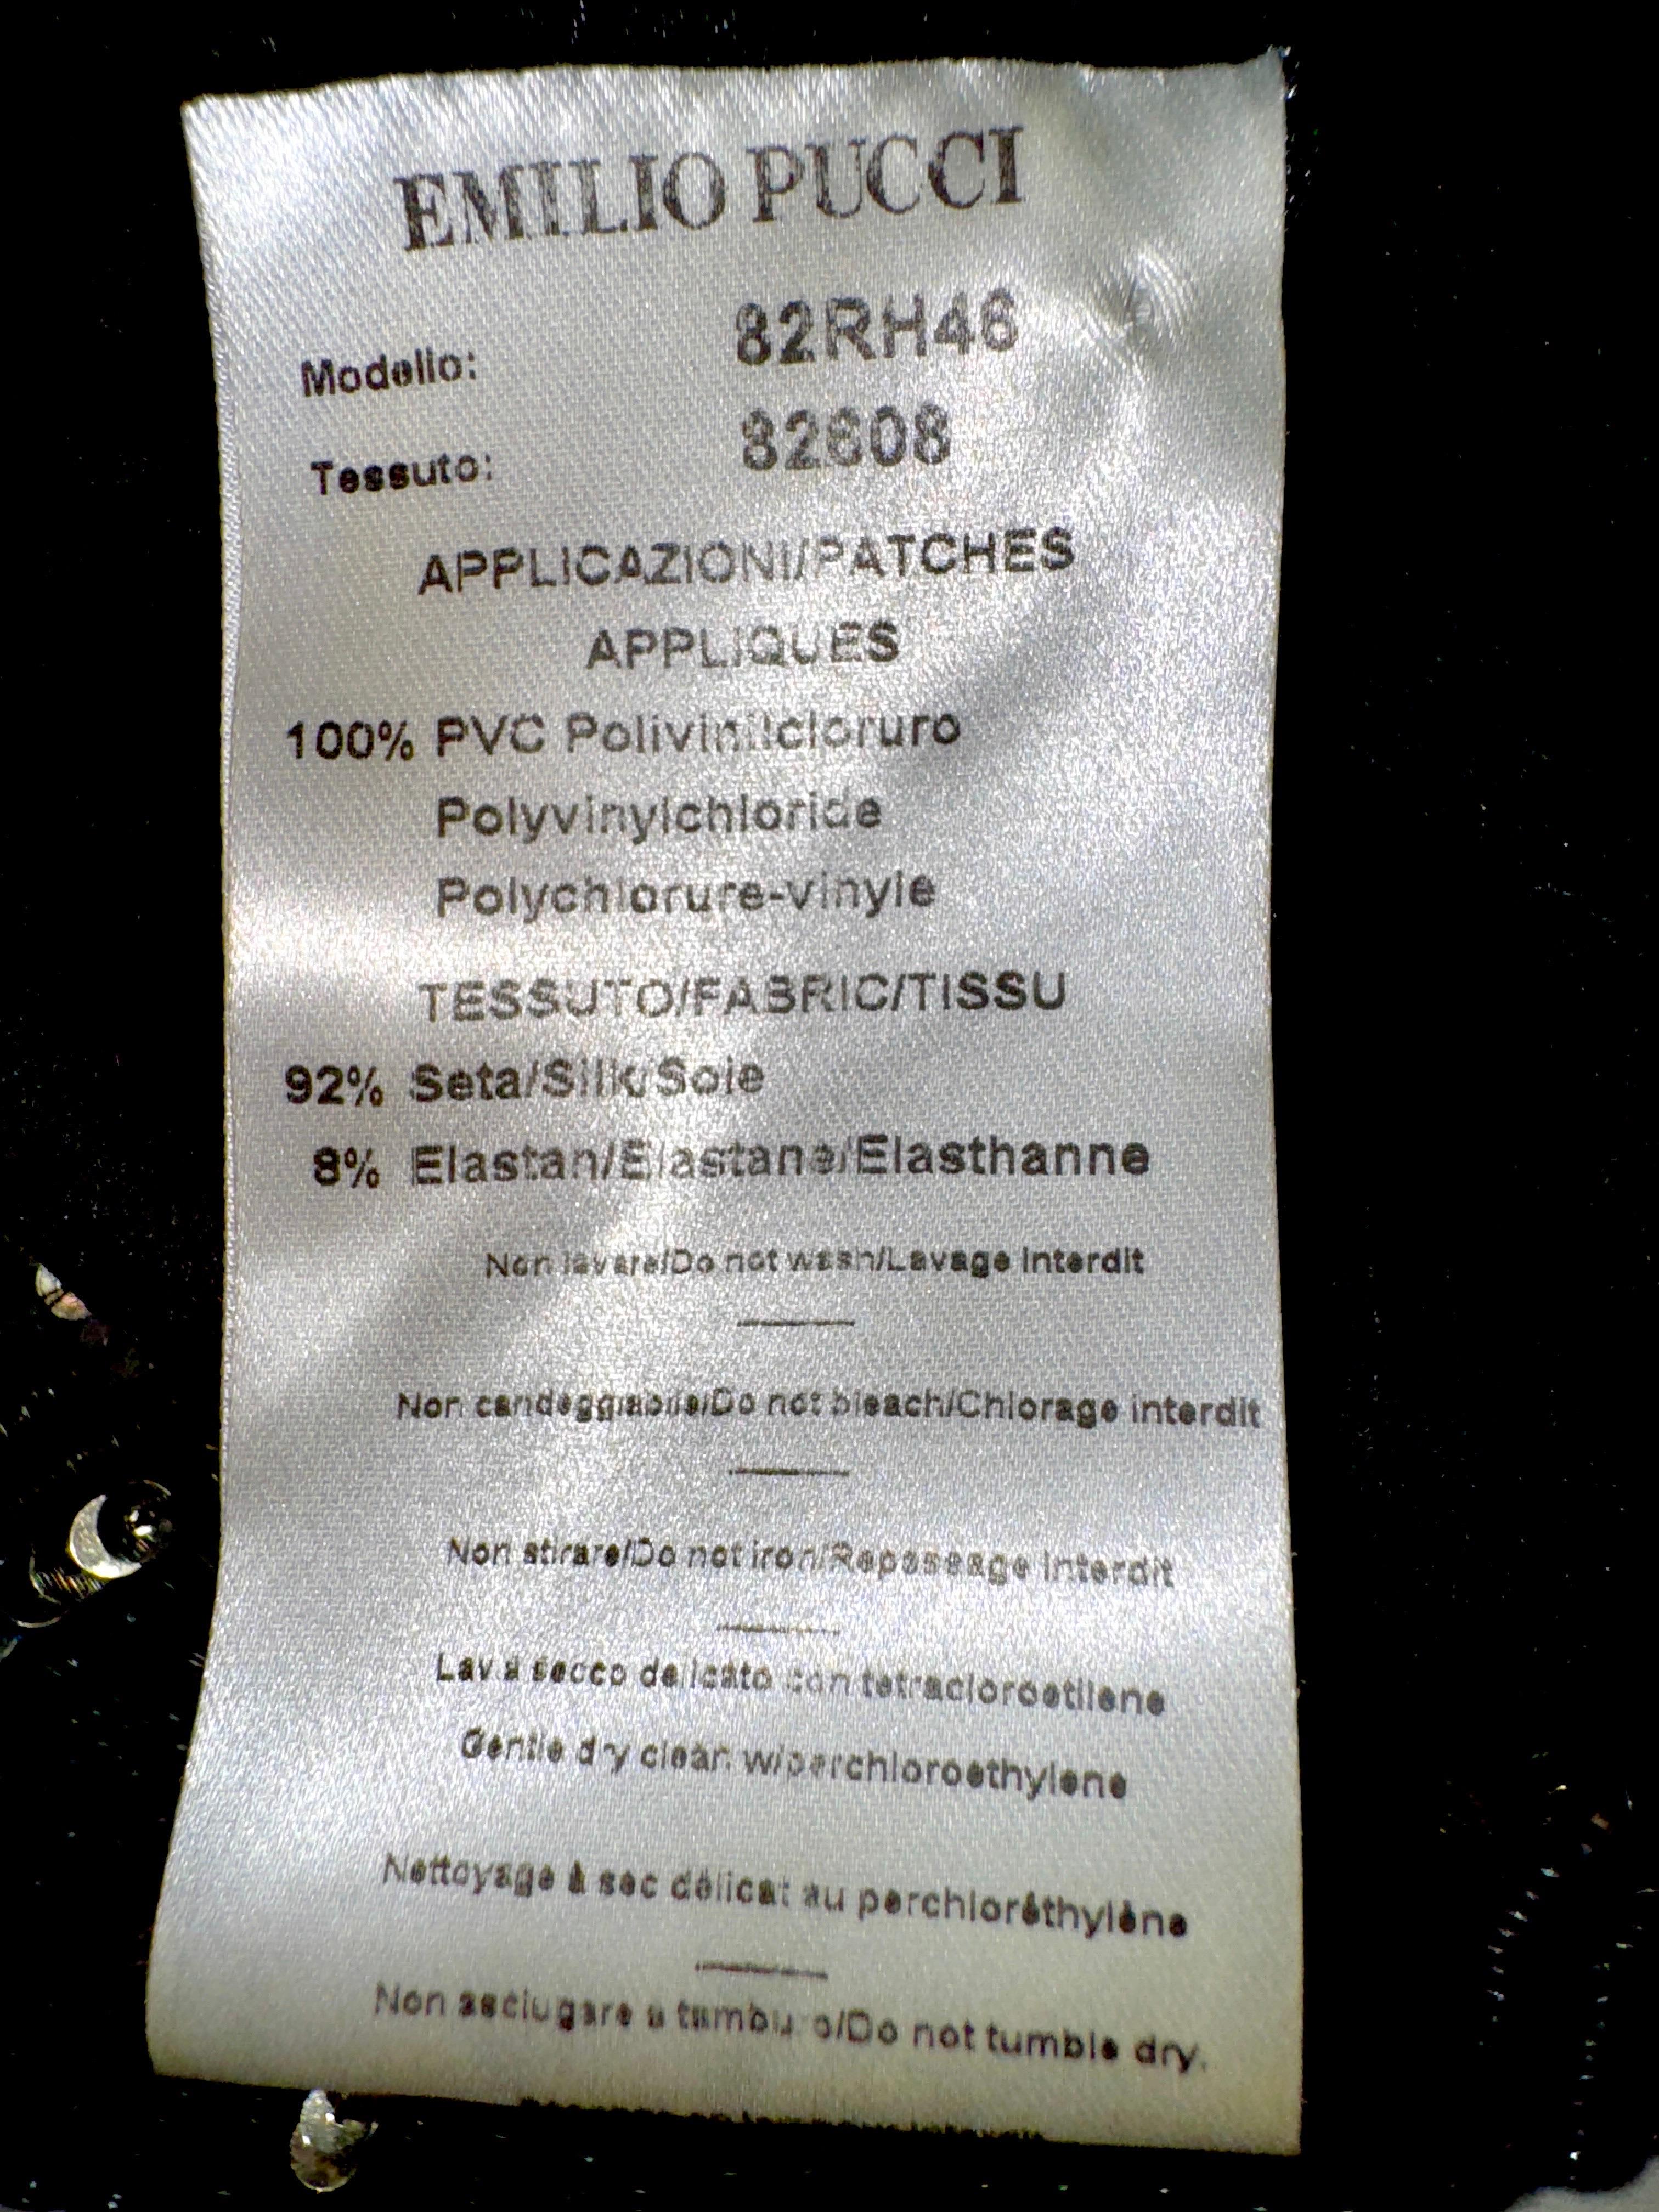 EMILIO PUCCI
Modello: 82RH46
Tessuto: 82608
APPLICAZIONI/PATCHES
APPLIQUES
100% PVC Polivinilcloruro
Polyvinylchloride
Polychlorure-vinyle
TESSUTO/FABRIC/TISSU
92% Seta/Silk/Soie
8% Elastan/Elastane/Elasthanne
Non lavare/Do not wash/Lavage interdit
Non candeggiabile/Do not bleach/Chlorage interdit
Non stirare/Do not iron/Repassage interdit
Lav a secco delicato con tetracloroetilene
Gentle dry clean w/perchloroethylene
Nettoyage à sec délicat au perchloréthylène
Non asciugare a tamburo/Do not tumble dry.